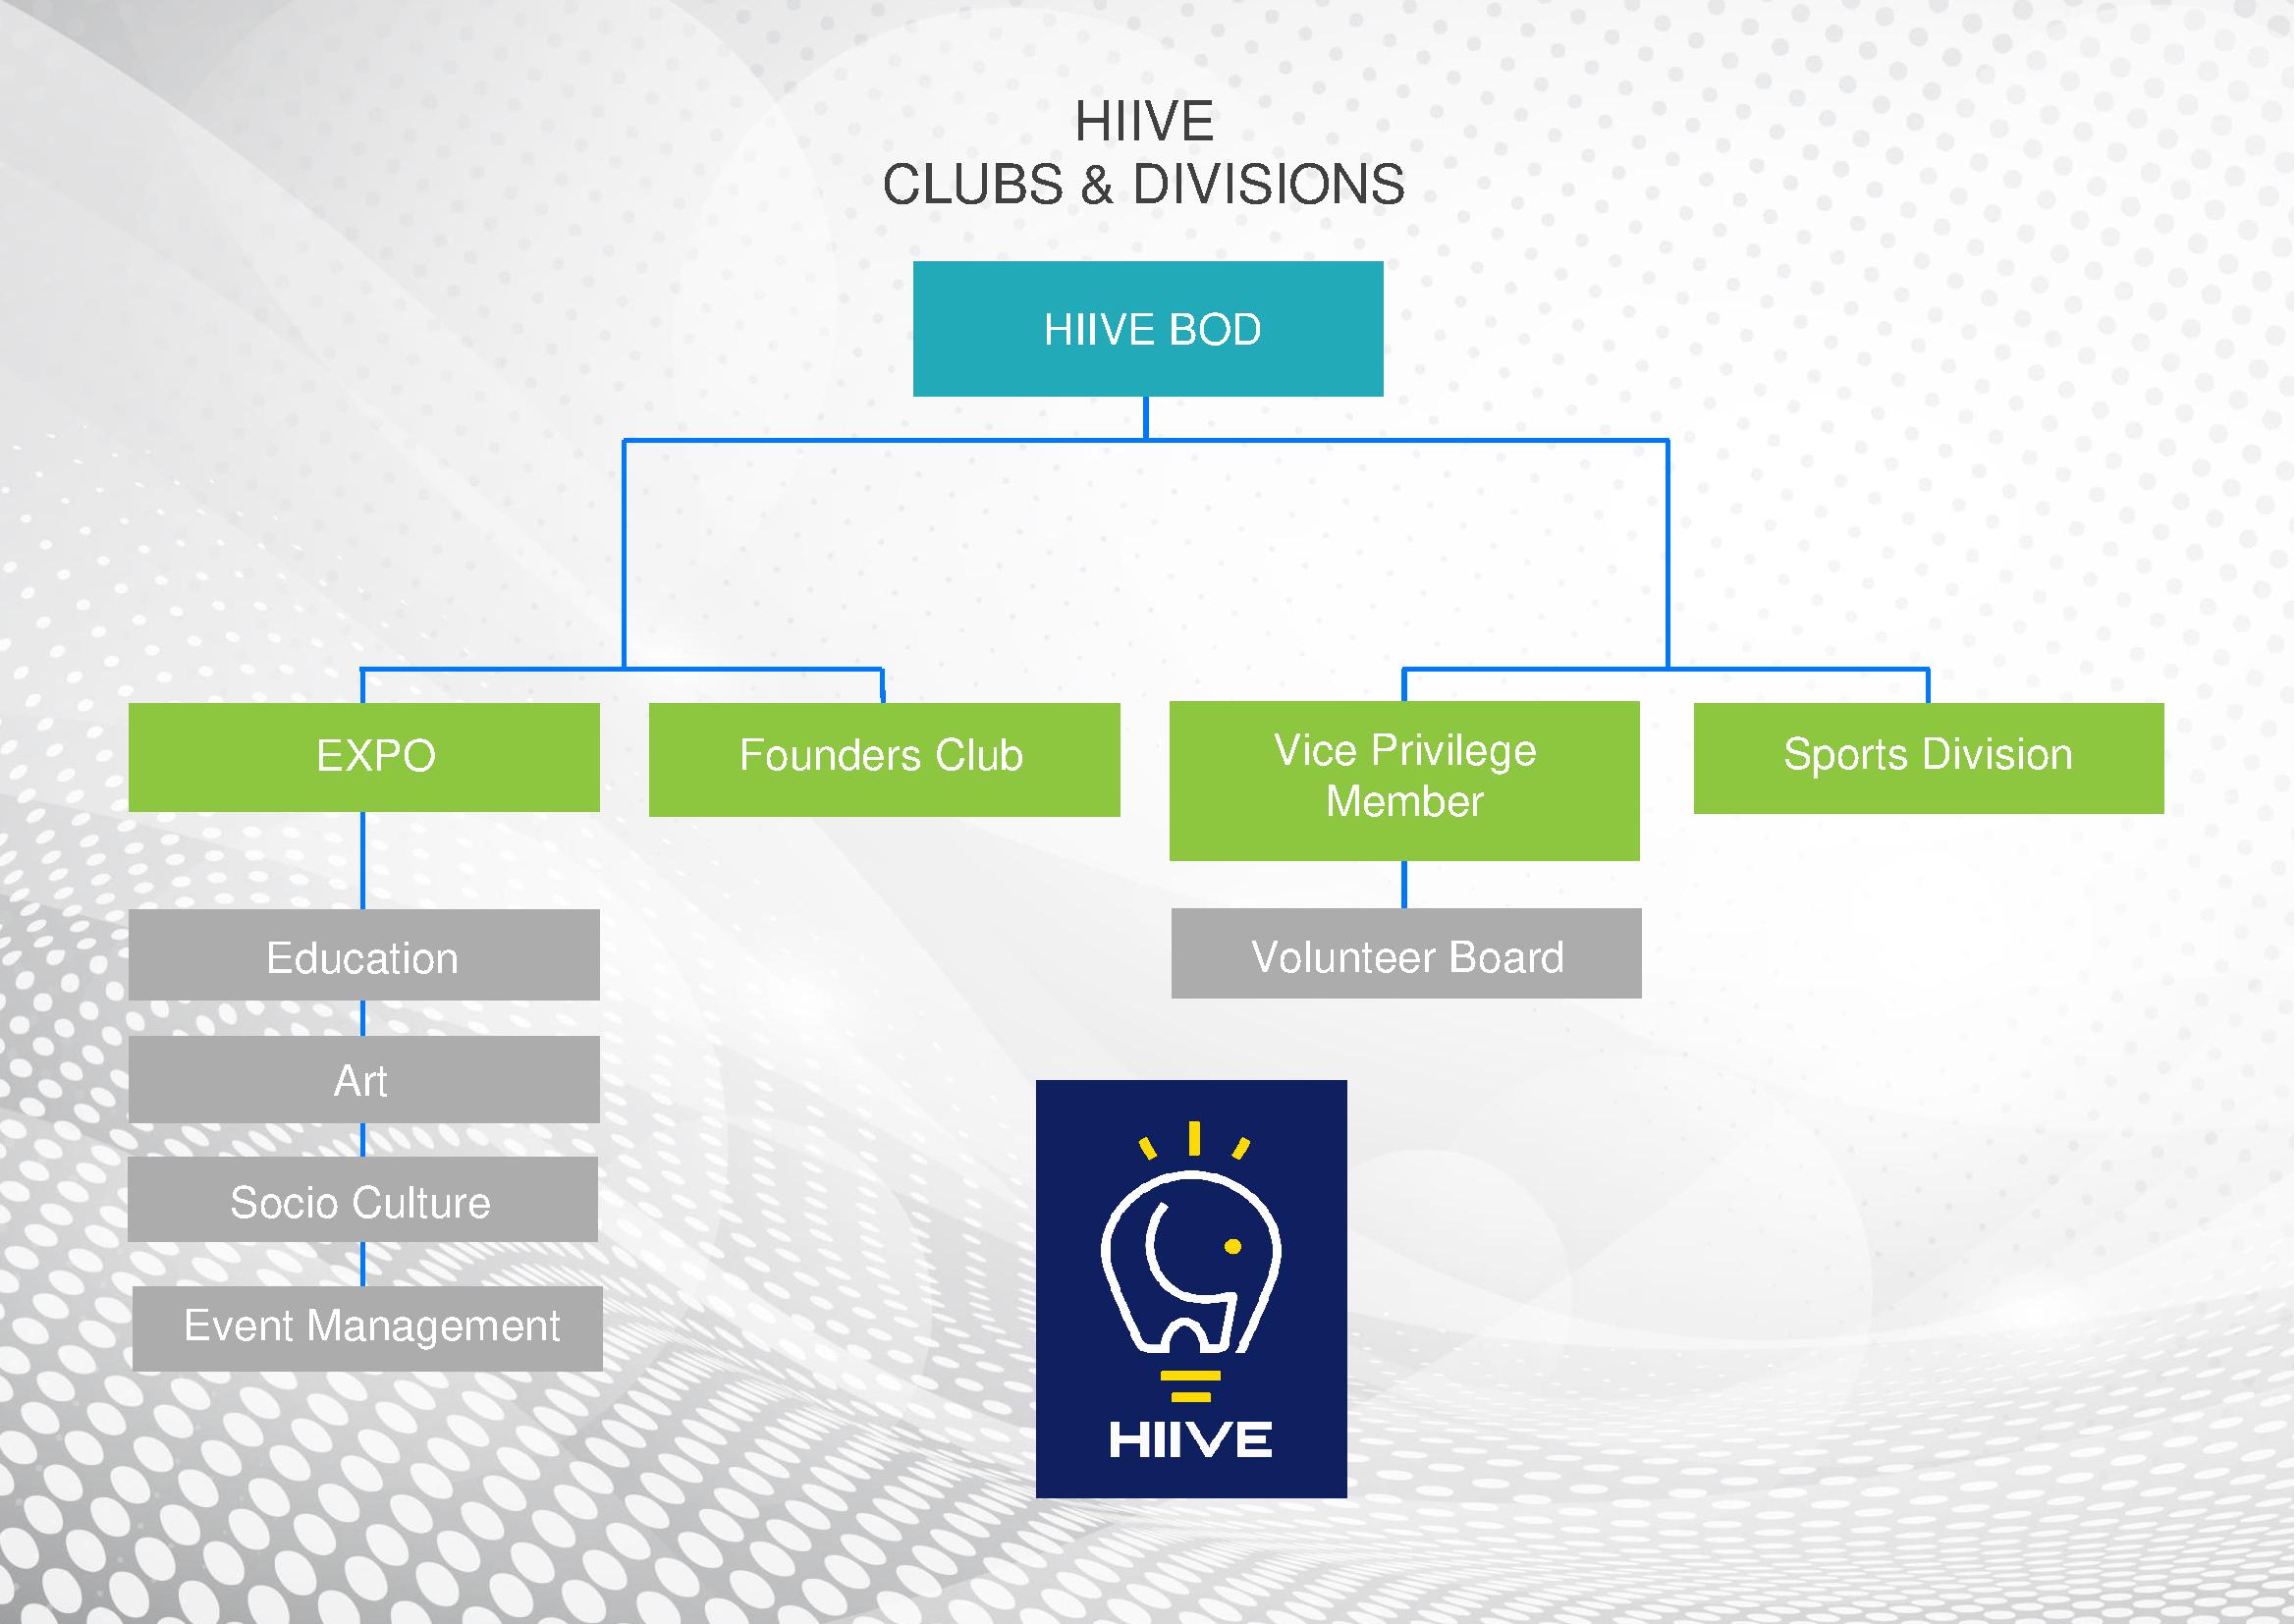 HIIVE
CLUBS & DIVISIONS
HIIVE BOD
EXPO
Founders Club
Vice Privilege
Member
Sports Division
Education
Volunteer Board
Art
Socio Culture
Event Management
HIIVE